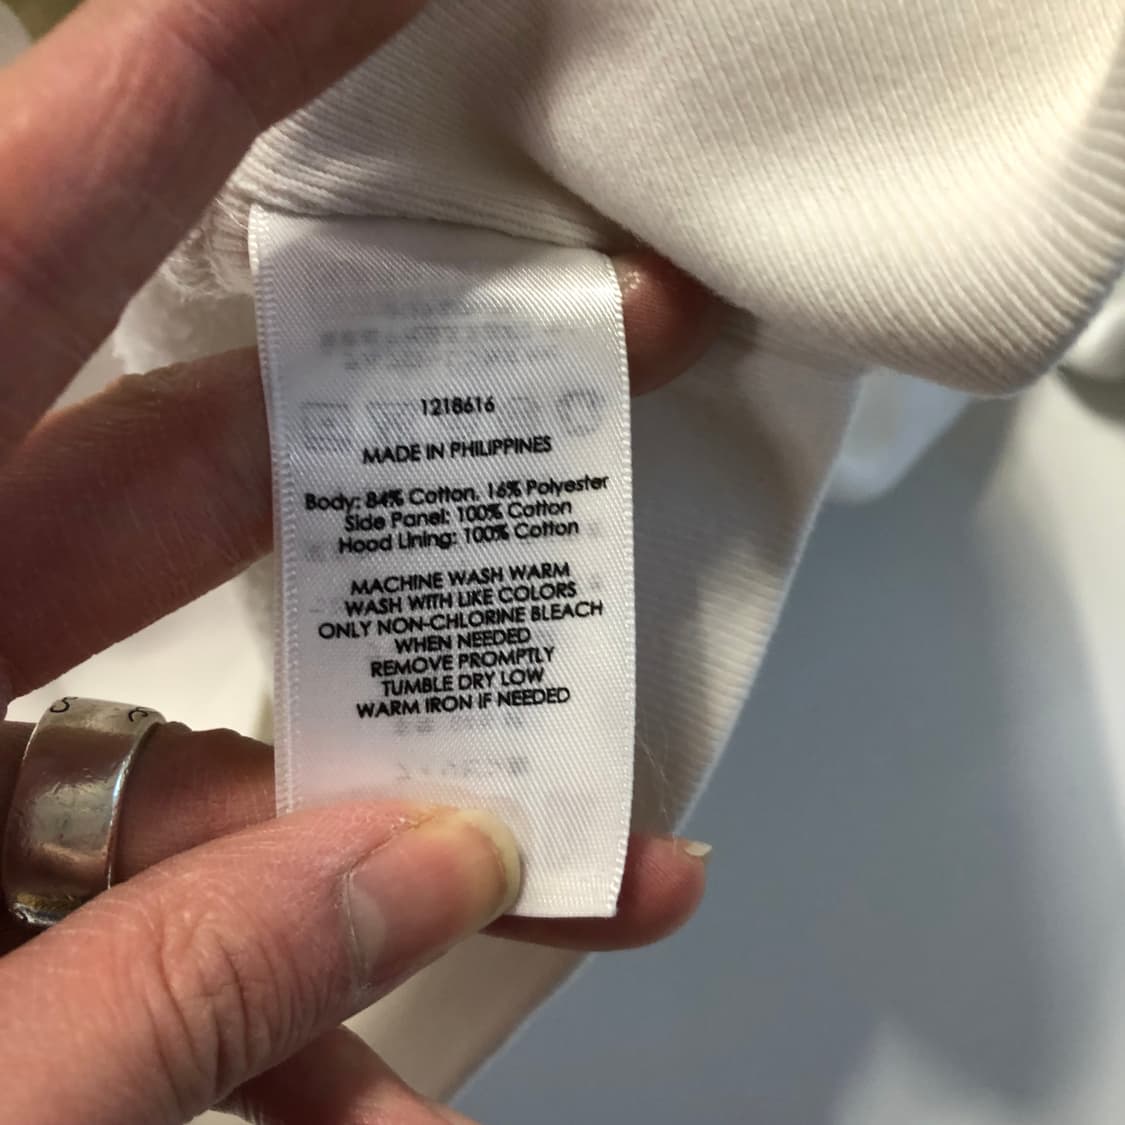 1218616
MADE IN PHILIPPINES
Body: 84% Cotton, 16% Polyester
Side Panel: 100% Cotton
Hood Lining: 100% Cotton
MACHINE WASH WARM
WASH WITH LIKE COLORS
ONLY NON-CHLORINE BLEACH
WHEN NEEDED
REMOVE PROMPTLY
TUMBLE DRY LOW
WARM IRON IF NEEDED